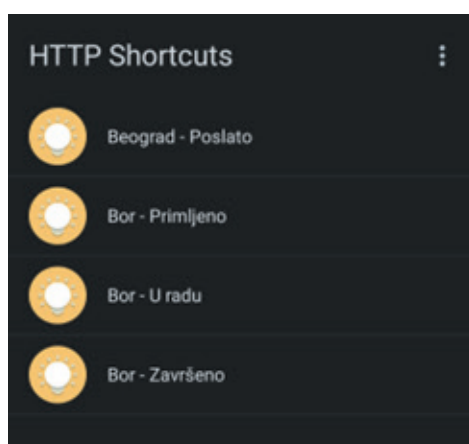 HTTP Shortcuts
Beograd - Poslato
Bor - Primljeno
Bor - U radu
Bor - Završeno